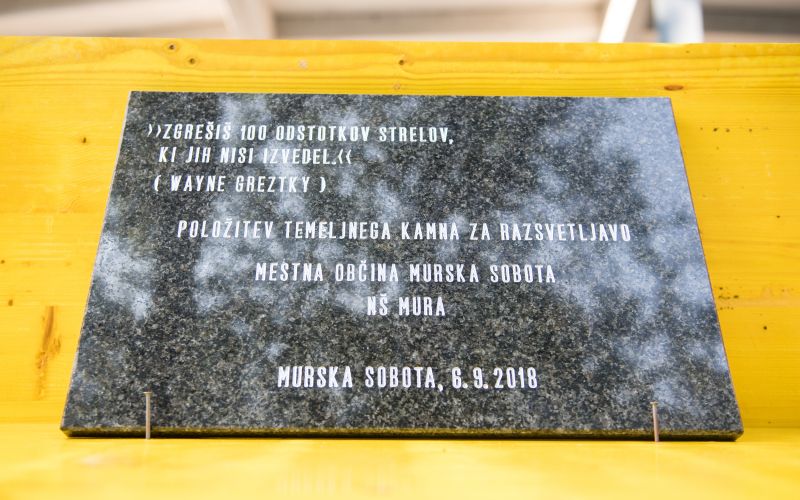 ››ZGREŠIŠ 100 ODSTOTKOV STRELOV,
KI JIH NISI IZVEDEL.‹‹
( WAYNE GREZTKY )
POLOŽITEV TEMELJNEGA KAMNA ZA RAZSVETLJAVO
MESTNA OBČINA MURSKA SOBOTA
NŠ MURA
MURSKA SOBOTA, 6.9.2018